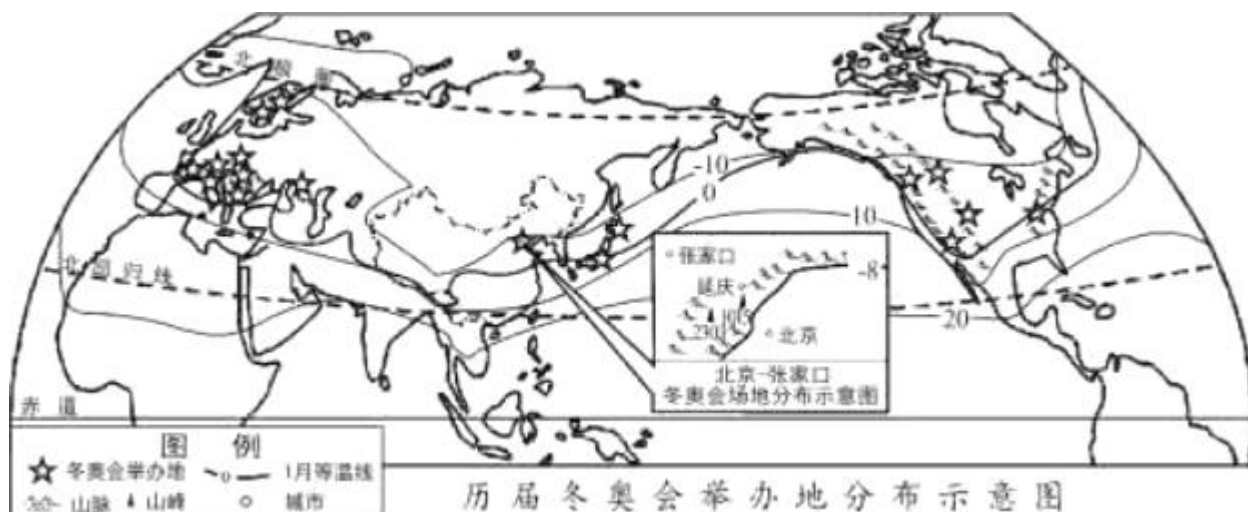 北极圈
-10
0
10
20
北回归线
张家口
延庆
-8
北京
北京-张家口
冬奥会场地分布示意图
赤道
图 例
冬奥会举办地
0
1月等温线
山脉
山峰
城市
历届冬奥会举办地分布示意图